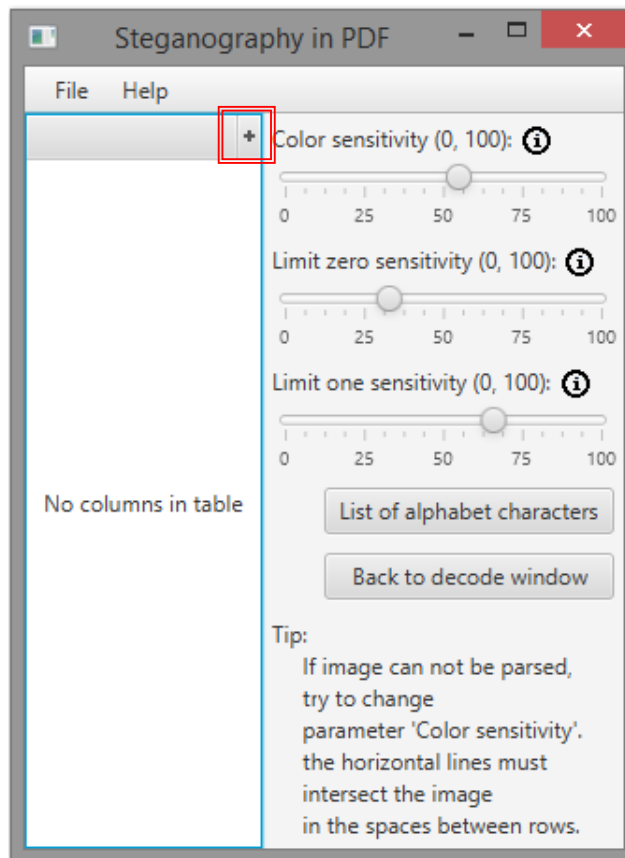 Steganography in PDF
File Help
+
Color sensitivity (0, 100):
0 25 50 75 100
Limit zero sensitivity (0, 100):
0 25 50 75 100
Limit one sensitivity (0, 100):
0 25 50 75 100
No columns in table
List of alphabet characters
Back to decode window
Tip:
If image can not be parsed,
try to change
parameter 'Color sensitivity'.
the horizontal lines must
intersect the image
in the spaces between rows.